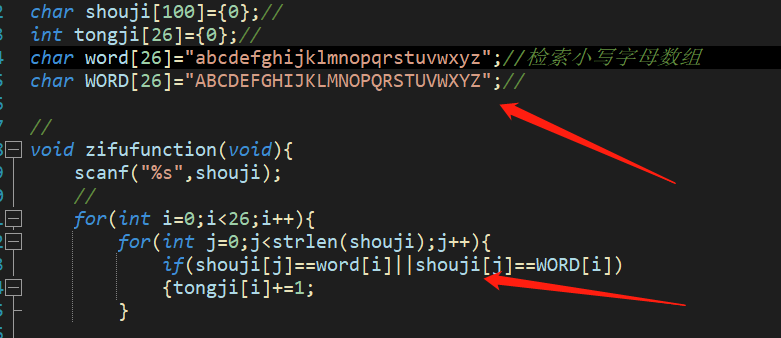 char shouji[100]={0};//
int tongji[26]={0};//
char word[26]="abcdefghijklmnopqrstuvwxyz";//检索小写字母数组
char WORD[26]="ABCDEFGHIJKLMNOPQRSTUVWXYZ";//
//
void zifufunction(void){
scanf("%s",shouji);
//
for(int i=0;i<26;i++){
for(int j=0;j<strlen(shouji);j++){
if(shouji[j]==word[i]||shouji[j]==WORD[i])
{tongji[i]+=1;
}